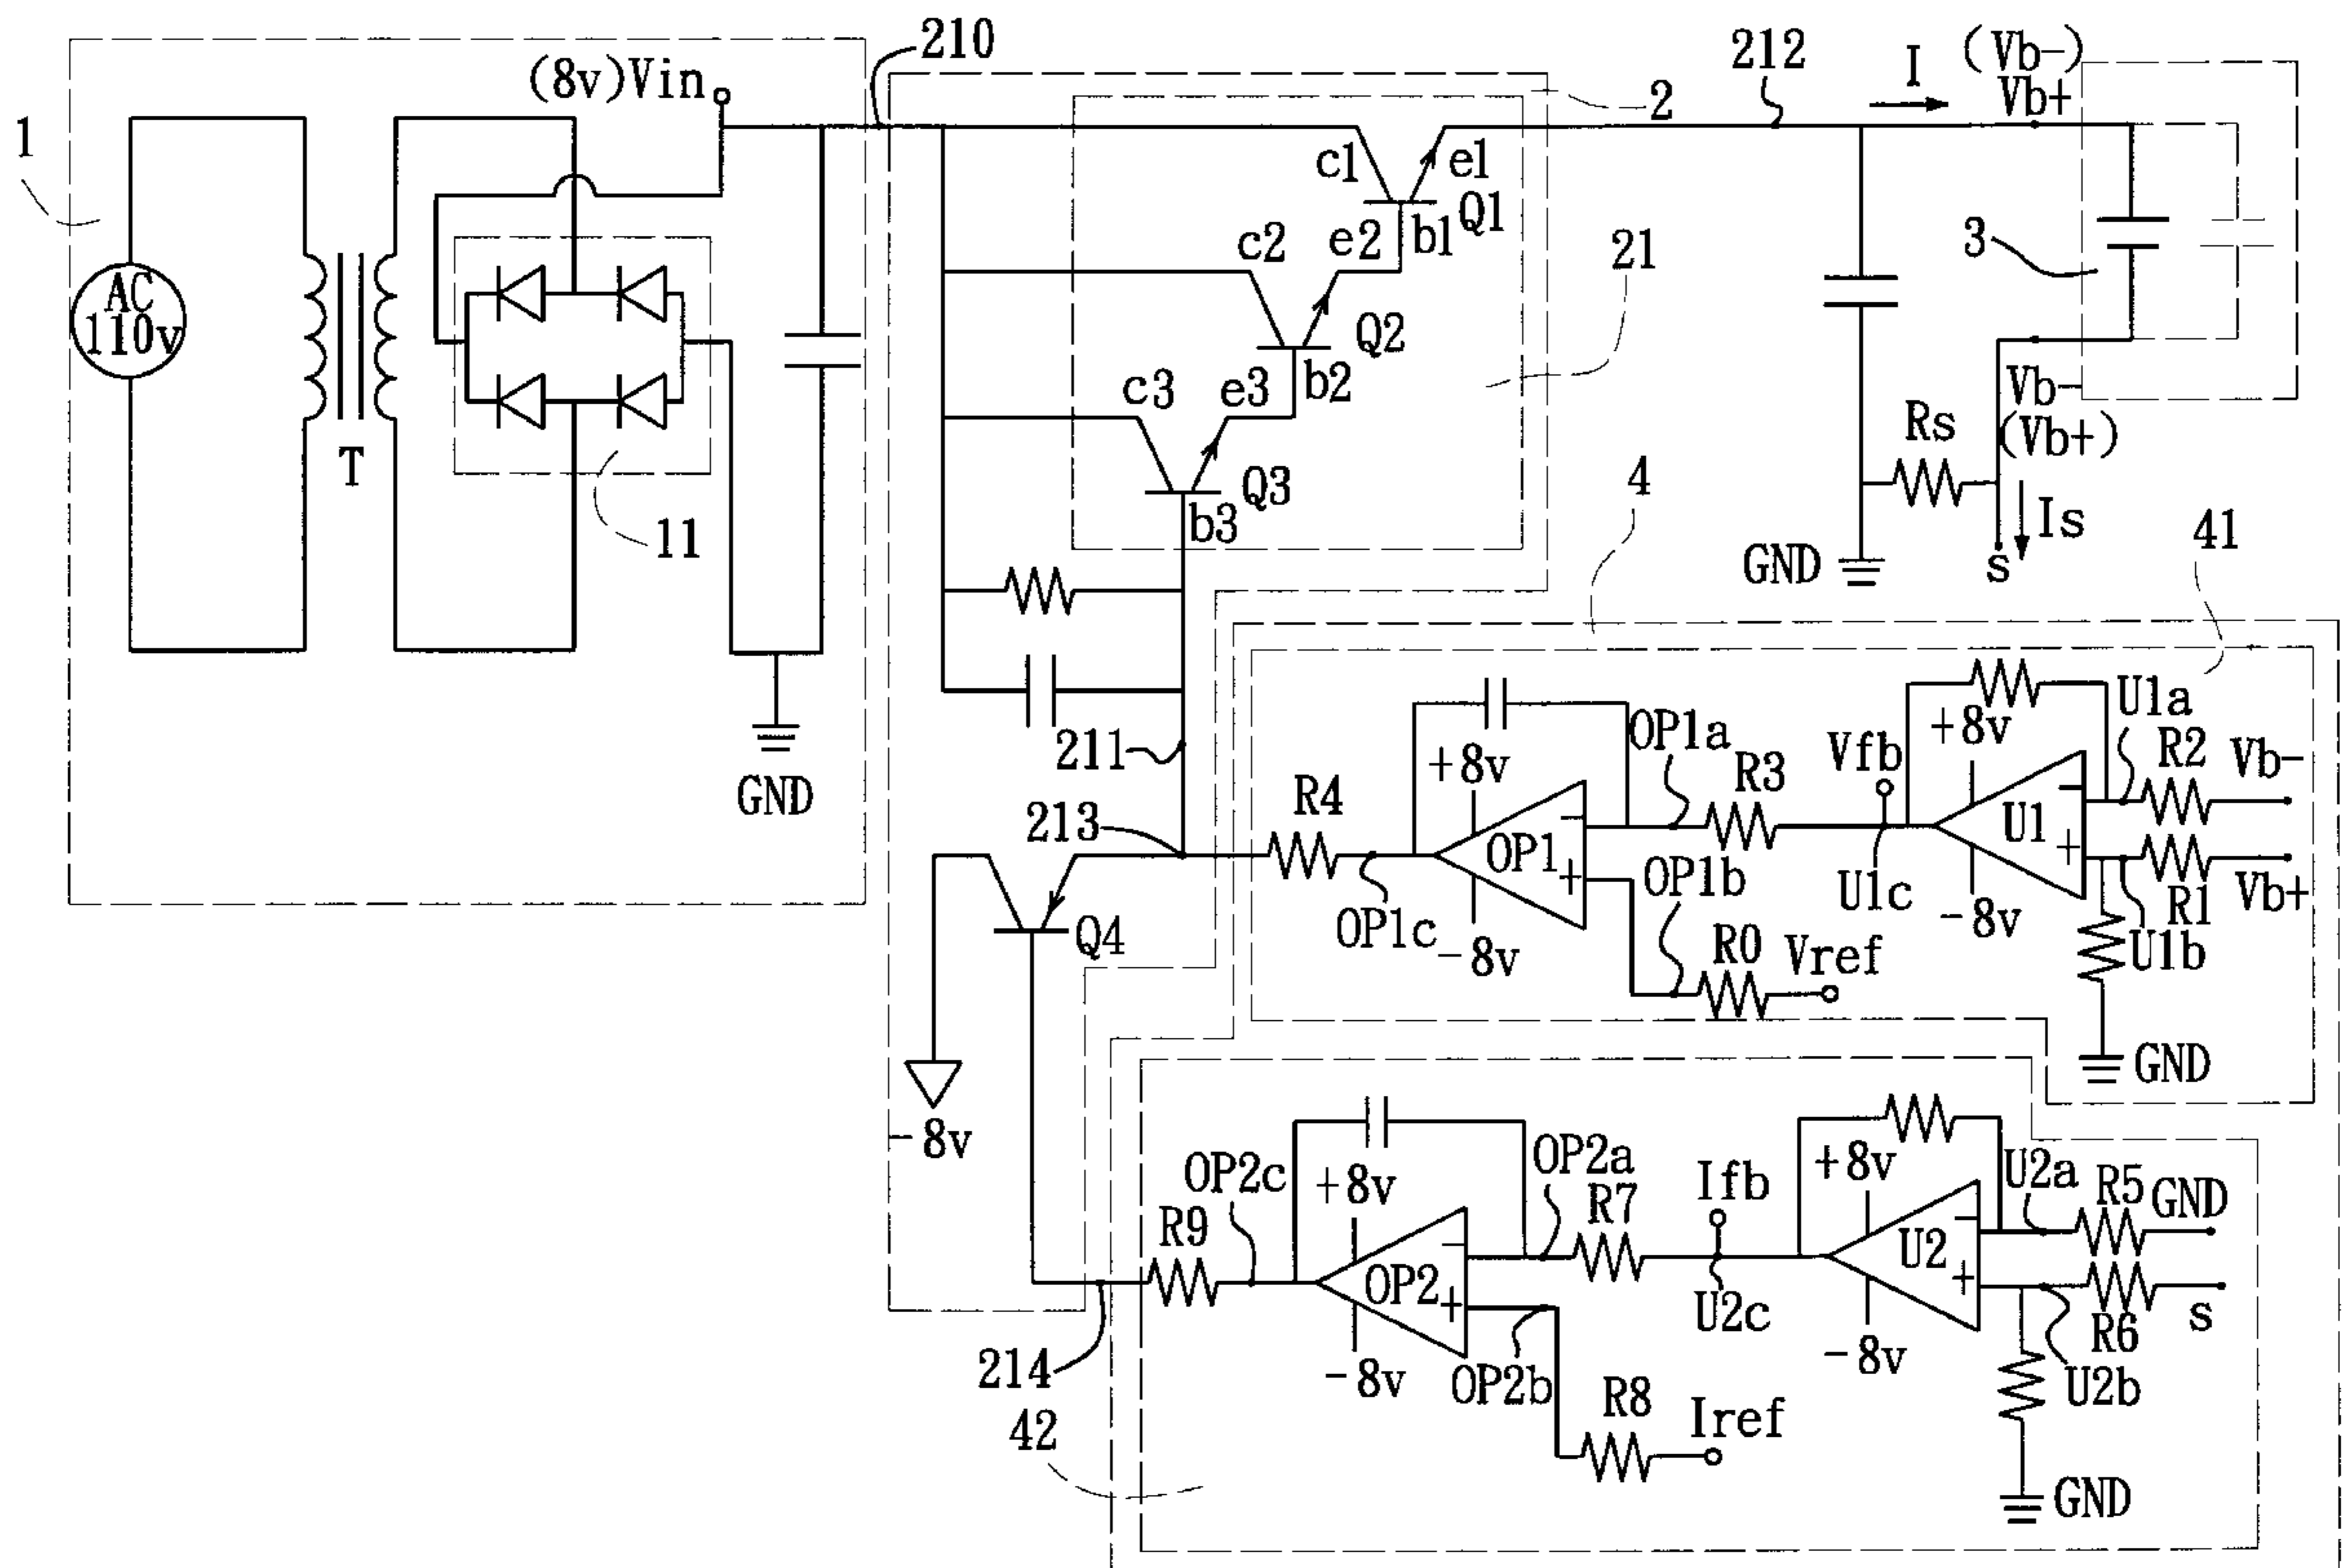 1
AC
110v
T
(8v)Vin
11
GND
210
2
c1
e1
b1
Q1
c2
e2
b2
Q2
c3
e3
b3
Q3
21
212
I
(Vb-)
Vb+
3
Vb-
(Vb+)
Rs
Is
s
GND
4
41
211
213
Q4
-8v
R4
OP1c
+8v
OP1
-
+
-8v
OP1a
R3
OP1b
R0
Vref
Vfb
U1c
+8v
U1
-
+
-8v
U1a
R2
Vb-
R1
Vb+
U1b
GND
214
R9
OP2c
+8v
OP2
-
+
-8v
OP2a
R7
OP2b
R8
Iref
Ifb
U2c
+8v
U2
-
+
-8v
U2a
R5
GND
R6
s
U2b
GND
42